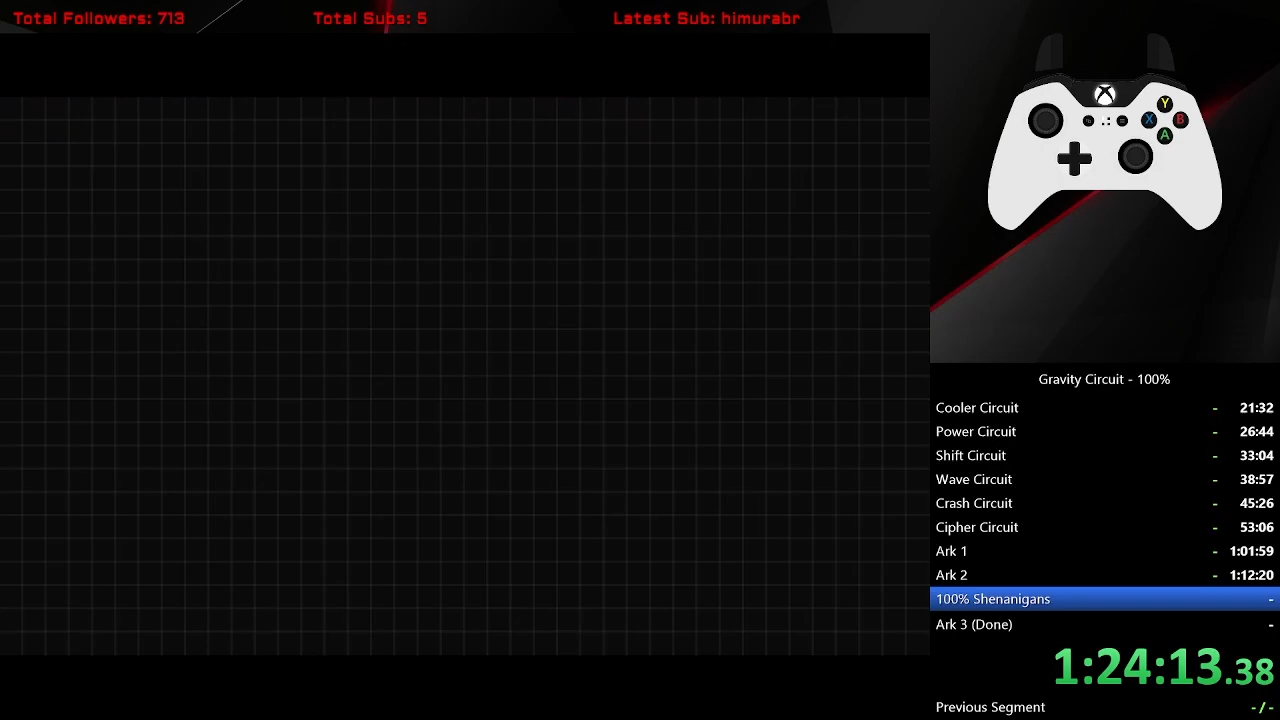 Total Followers: 713 Total Subs: 5 Latest Sub: himurabr
Y
X B
A
Gravity Circuit - 100%
Cooler Circuit - 21:32
Power Circuit - 26:44
Shift Circuit - 33:04
Wave Circuit - 38:57
Crash Circuit - 45:26
Cipher Circuit - 53:06
Ark 1 - 1:01:59
Ark 2 - 1:12:20
100% Shenanigans -
Ark 3 (Done) -
1:24:13.38
Previous Segment - / -